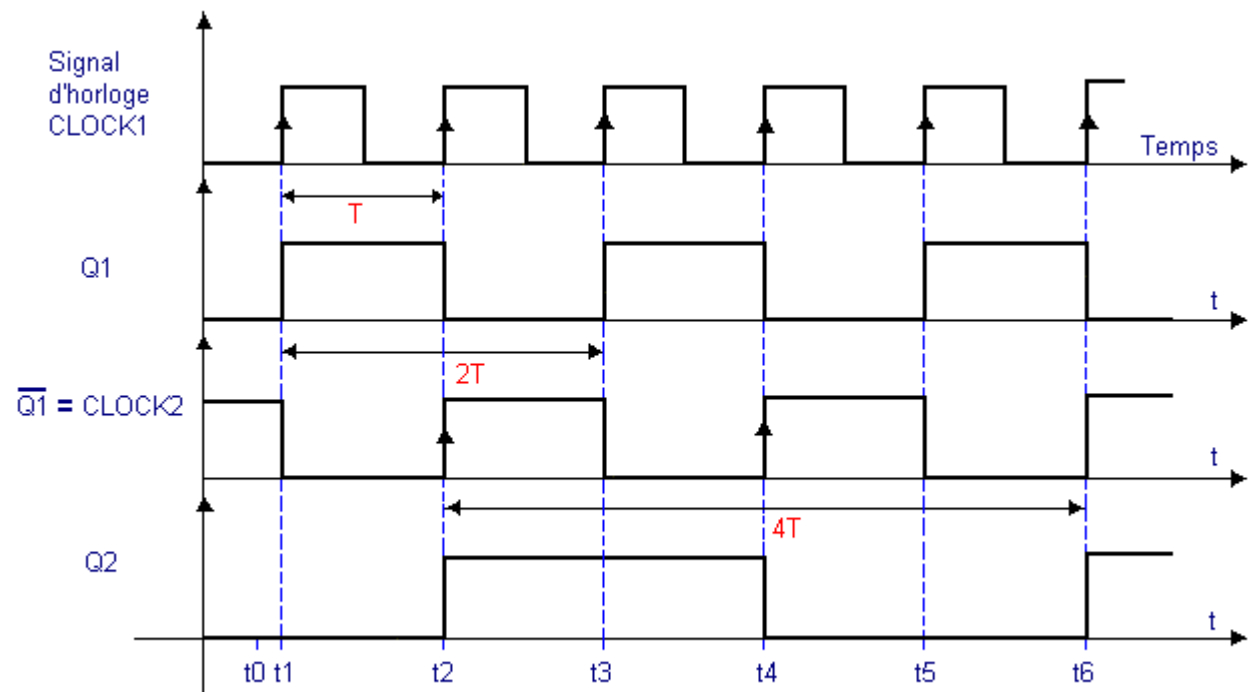 Signal
d'horloge
CLOCK1
Temps
T
Q1
t
2T
Q1 = CLOCK2
t
4T
Q2
t
t0 t1 t2 t3 t4 t5 t6